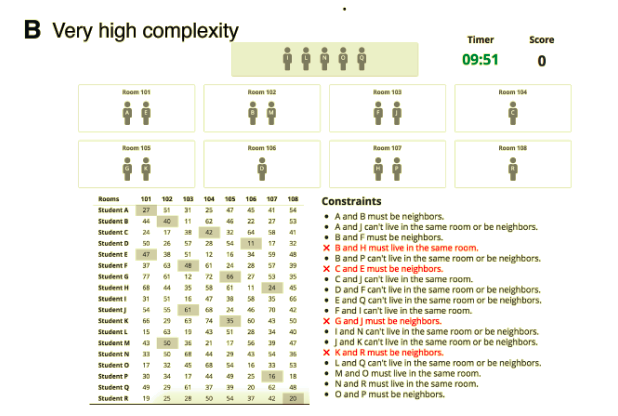 B Very high complexity
Timer Score
09:51 0
I L N O Q
Room 101 Room 102 Room 103 Room 104
A E B M F J C
Room 105 Room 106 Room 107 Room 108
G K D H P R
Rooms 101 102 103 104 105 106 107 108
Student A 27 51 31 25 47 45 41 54
Student B 44 40 11 62 46 22 27 53
Student C 24 17 38 42 32 64 58 41
Student D 50 26 57 28 54 11 17 32
Student E 47 38 51 12 16 34 59 48
Student F 37 63 48 61 24 28 57 39
Student G 77 61 12 72 66 27 53 35
Student H 68 44 35 58 61 11 24 45
Student I 31 51 16 47 38 58 35 66
Student J 54 55 61 68 24 46 70 42
Student K 66 29 63 74 35 60 43 50
Student L 15 63 19 43 51 28 34 40
Student M 43 50 36 21 17 56 39 47
Student N 33 50 68 44 29 43 54 36
Student O 17 32 45 68 54 16 33 53
Student P 30 34 17 44 49 25 16 18
Student Q 49 29 61 37 39 20 62 48
Student R 19 25 28 50 54 37 42 20
Constraints
• A and B must be neighbors.
• A and J can't live in the same room or be neighbors.
• B and F must be neighbors.
✗ B and H must live in the same room.
• B and P can't live in the same room or be neighbors.
✗ C and E must be neighbors.
• C and J can't live in the same room.
• D and F can't live in the same room or be neighbors.
• E and Q can't live in the same room or be neighbors.
• F and I can't live in the same room.
✗ G and J must be neighbors.
• I and N can't live in the same room or be neighbors.
• J and K can't live in the same room or be neighbors.
✗ K and R must be neighbors.
• L and Q can't live in the same room or be neighbors.
• M and O must live in the same room.
• N and R must live in the same room.
• O and P must be neighbors.